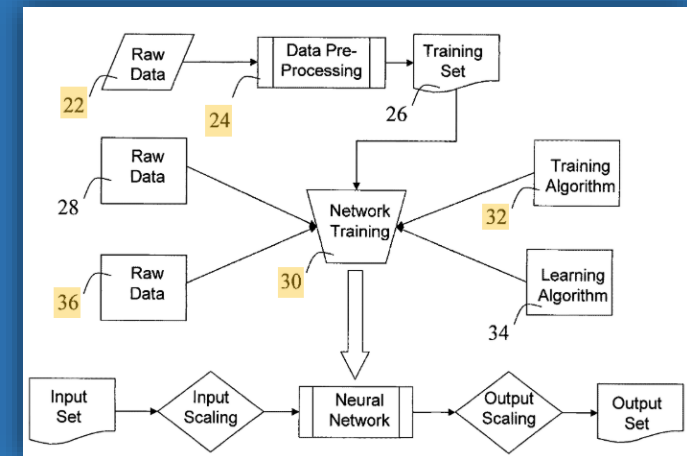 Raw
Data
Data Pre-
Processing
Training
Set
22
24
26
Raw
Data
Training
Algorithm
28
32
Network
Training
Raw
Data
Learning
Algorithm
36
30
34
Input
Set
Input
Scaling
Neural
Network
Output
Scaling
Output
Set